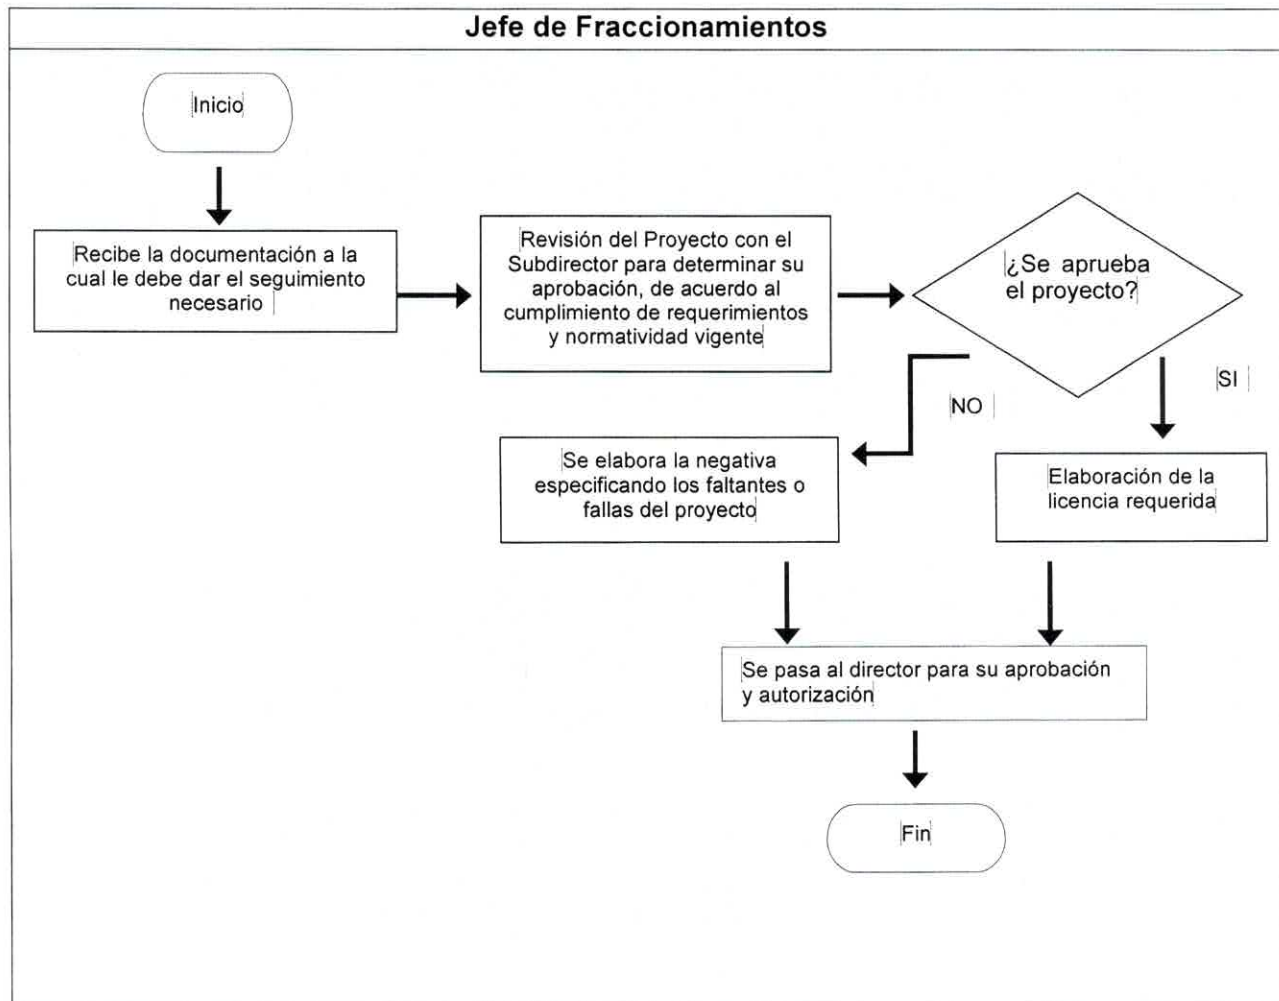 Jefe de Fraccionamientos
Inicio
Recibe la documentación a la
cual le debe dar el seguimiento
necesario
Revisión del Proyecto con el
Subdirector para determinar su
aprobación, de acuerdo al
cumplimiento de requerimientos
y normatividad vigente
¿Se aprueba
el proyecto?
SI
NO
Se elabora la negativa
especificando los faltantes o
fallas del proyecto
Elaboración de la
licencia requerida
Se pasa al director para su aprobación
y autorización
Fin